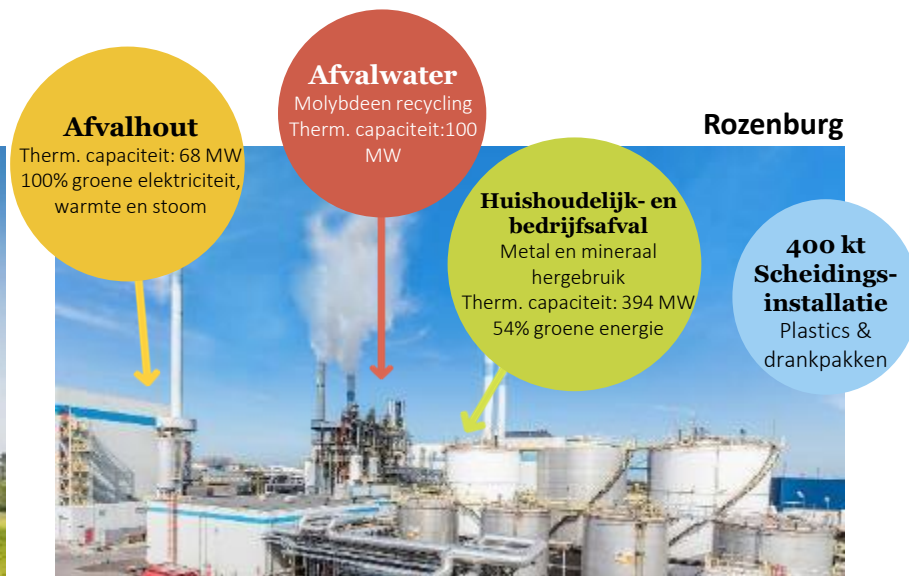 Afvalhout
Therm. capaciteit: 68 MW
100% groene elektriciteit,
warmte en stoom
Afvalwater
Molybdeen recycling
Therm. capaciteit:100
MW
Rozenburg
Huishoudelijk- en
bedrijfsafval
Metal en mineraal
hergebruik
Therm. capaciteit: 394 MW
54% groene energie
400 kt
Scheidings-
installatie
Plastics &
drankpakken